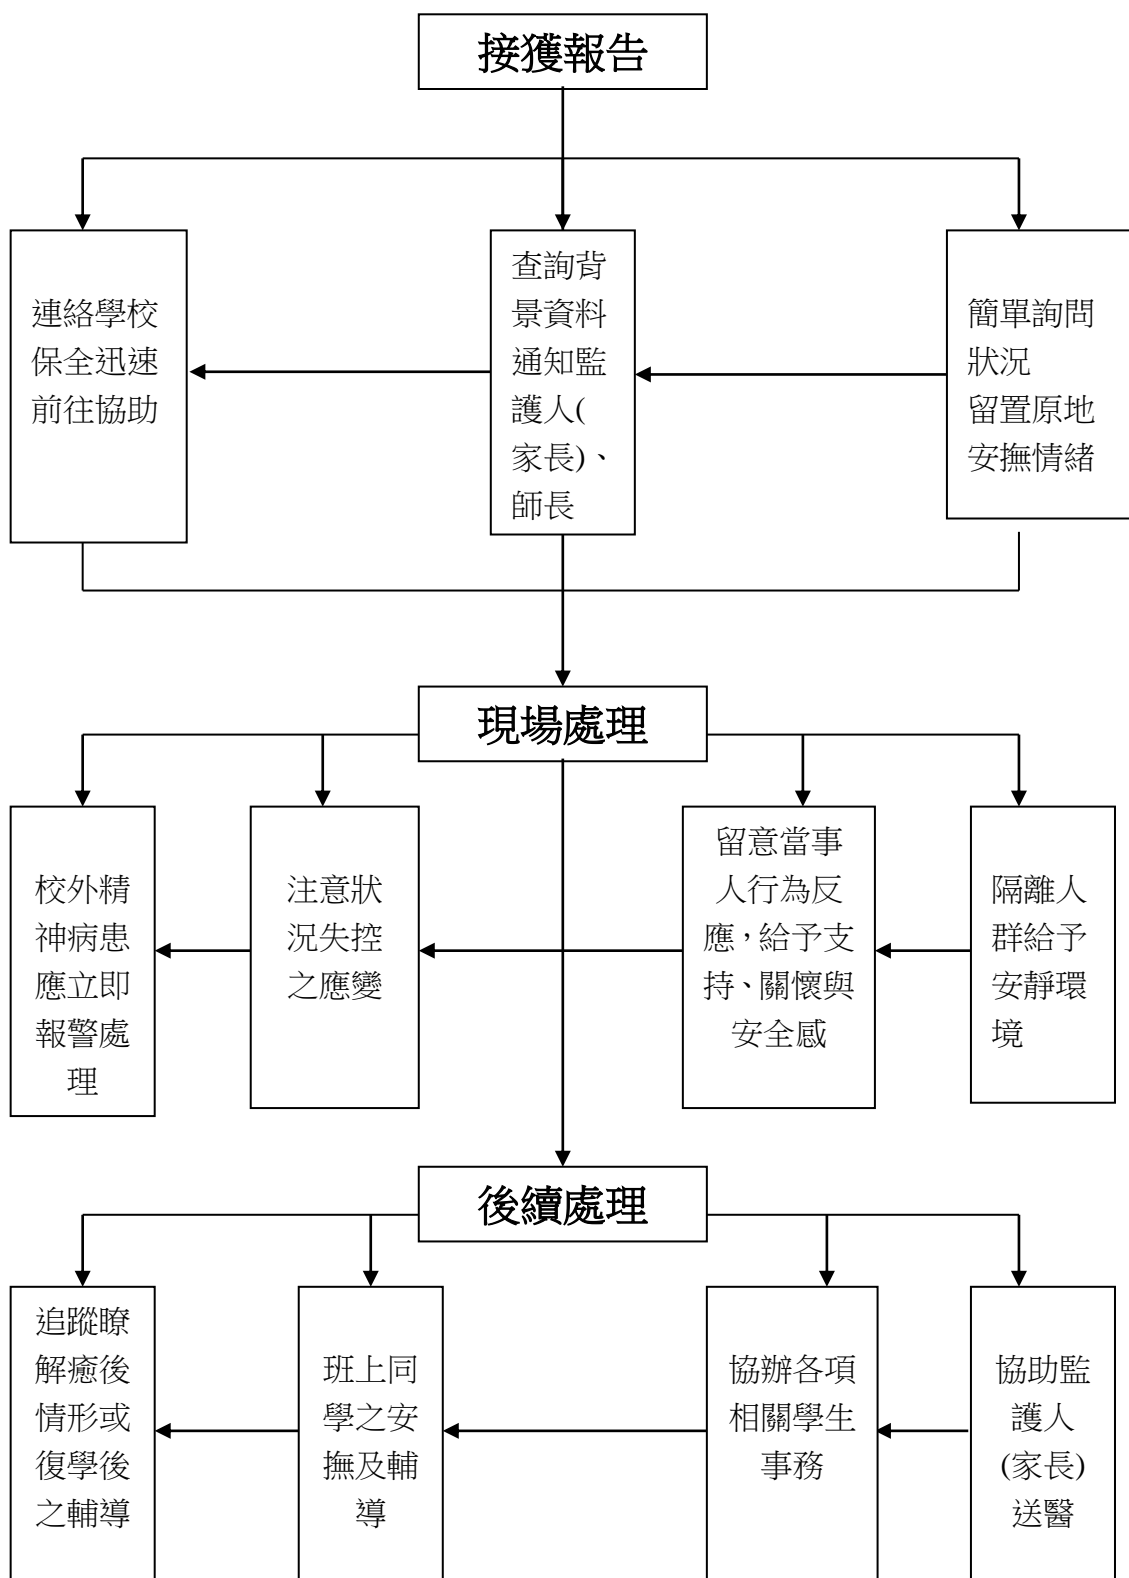 接獲報告
連絡學校
保全迅速
前往協助
查詢背
景資料
通知監
護人(
家長)、
師長
簡單詢問
狀況
留置原地
安撫情緒
現場處理
校外精
神病患
應立即
報警處
理
注意狀
況失控
之應變
留意當事
人行為反
應，給予支
持、關懷與
安全感
隔離人
群給予
安靜環
境
後續處理
追蹤瞭
解癒後
情形或
復學後
之輔導
班上同
學之安
撫及輔
導
協辦各項
相關學生
事務
協助監
護人
(家長)
送醫